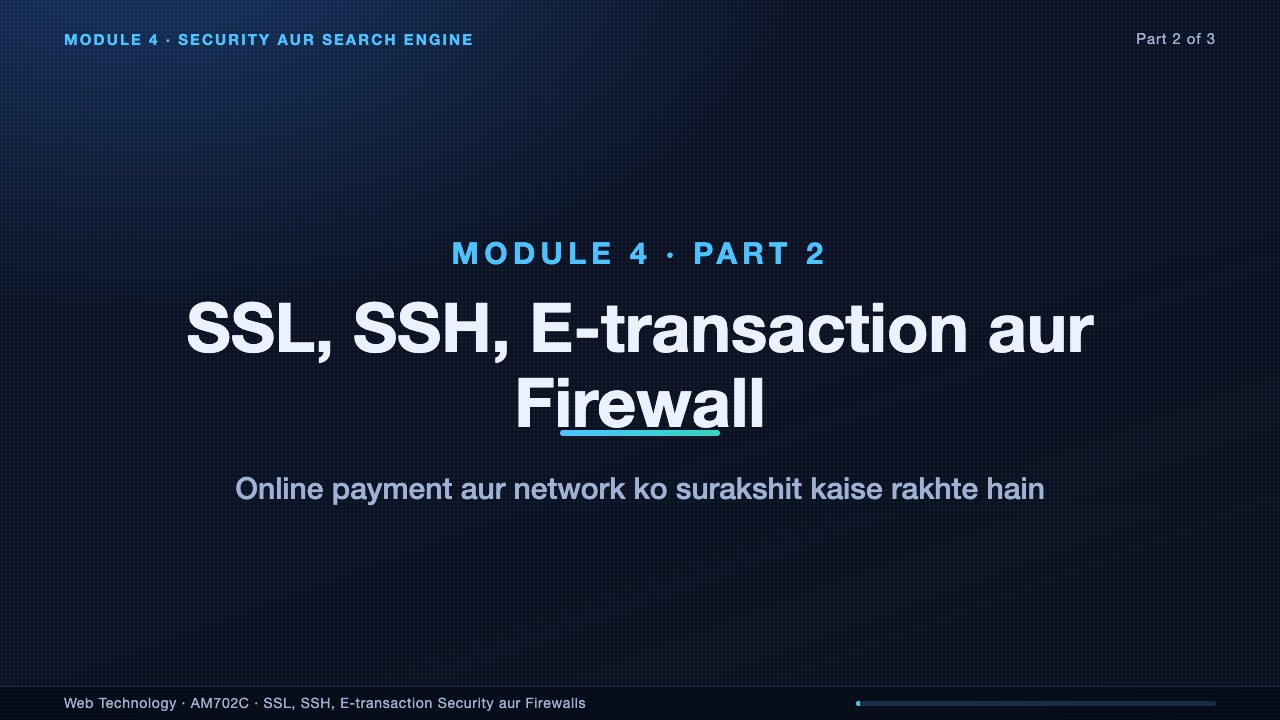 MODULE 4 · SECURITY AUR SEARCH ENGINE
Part 2 of 3
MODULE 4 · PART 2
SSL, SSH, E-transaction aur
Firewall
Online payment aur network ko surakshit kaise rakhte hain
Web Technology · AM702C · SSL, SSH, E-transaction Security aur Firewalls